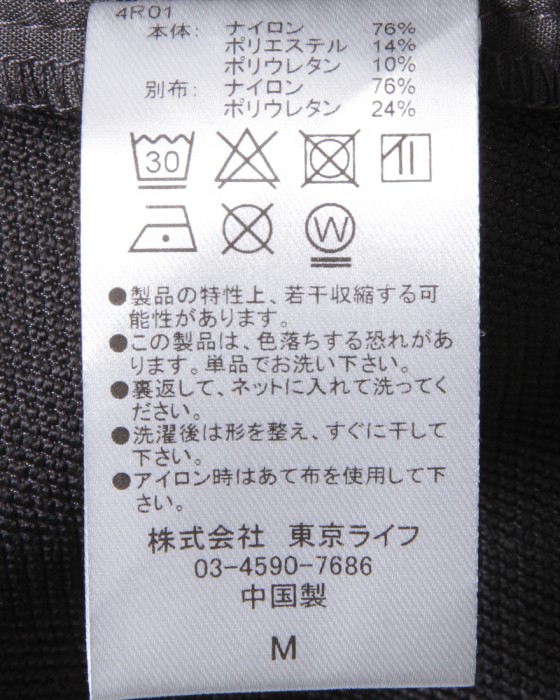 4R01
本体: ナイロン 76%
ポリエステル 14%
ポリウレタン 10%
別布: ナイロン 76%
ポリウレタン 24%
30
W
●製品の特性上、若干収縮する可
能性があります。
●この製品は、色落ちする恐れがあ
ります。単品でお洗い下さい。
●裏返して、ネットに入れて洗ってく
ださい。
●洗濯後は形を整え、すぐに干して
下さい。
●アイロン時はあて布を使用して下
さい。
株式会社 東京ライフ
03-4590-7686
中国製
M